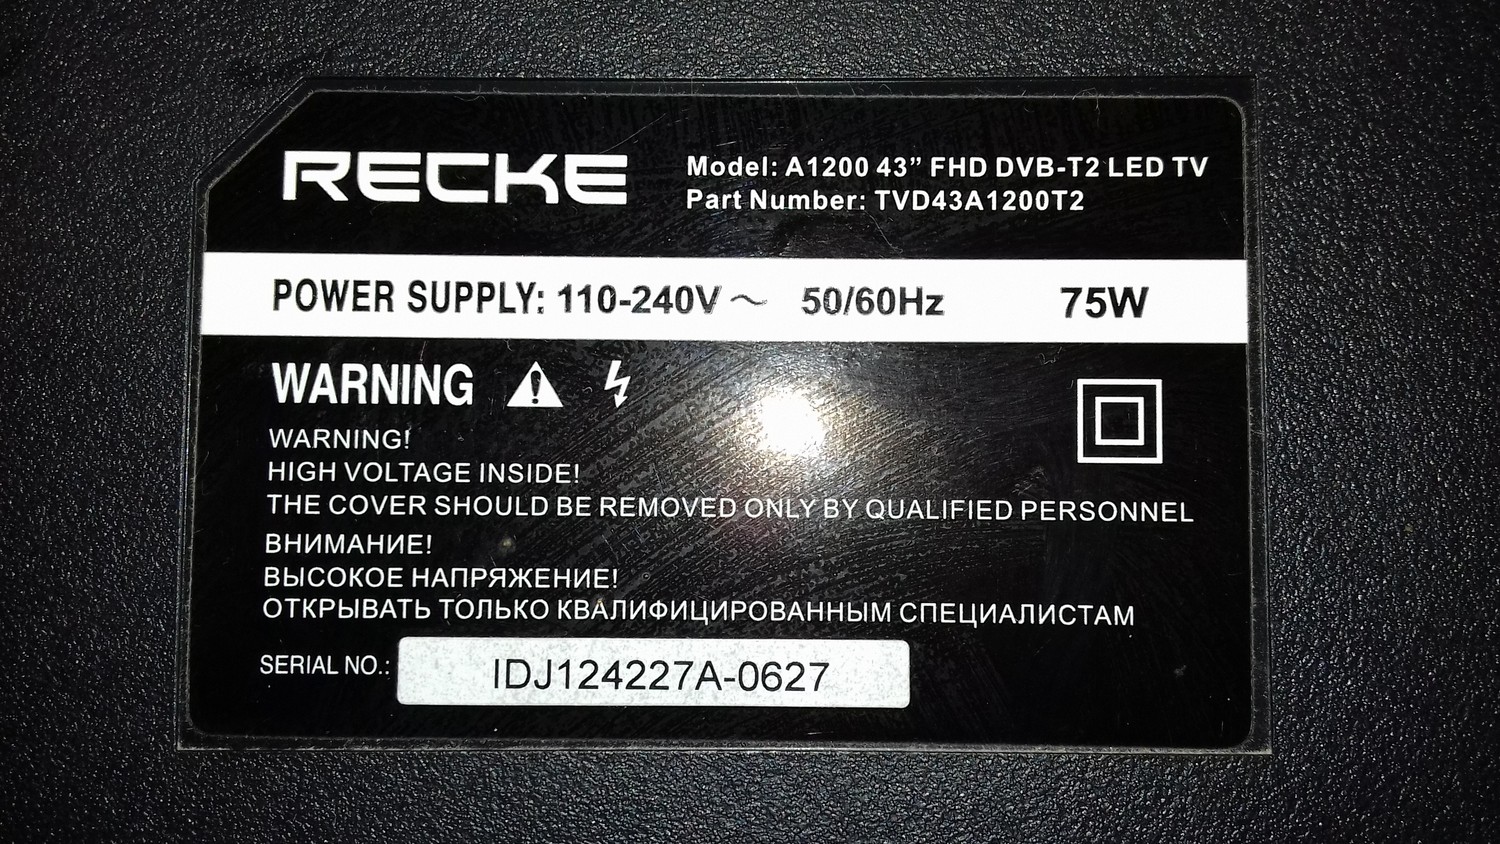 RECKE
Model: A1200 43” FHD DVB-T2 LED TV
Part Number: TVD43A1200T2
POWER SUPPLY: 110-240V ~ 50/60Hz 75W
WARNING
WARNING!
HIGH VOLTAGE INSIDE!
THE COVER SHOULD BE REMOVED ONLY BY QUALIFIED PERSONNEL
ВНИМАНИЕ!
ВЫСОКОЕ НАПРЯЖЕНИЕ!
ОТКРЫВАТЬ ТОЛЬКО КВАЛИФИЦИРОВАННЫМ СПЕЦИАЛИСТАМ
SERIAL NO.: IDJ124227A-0627